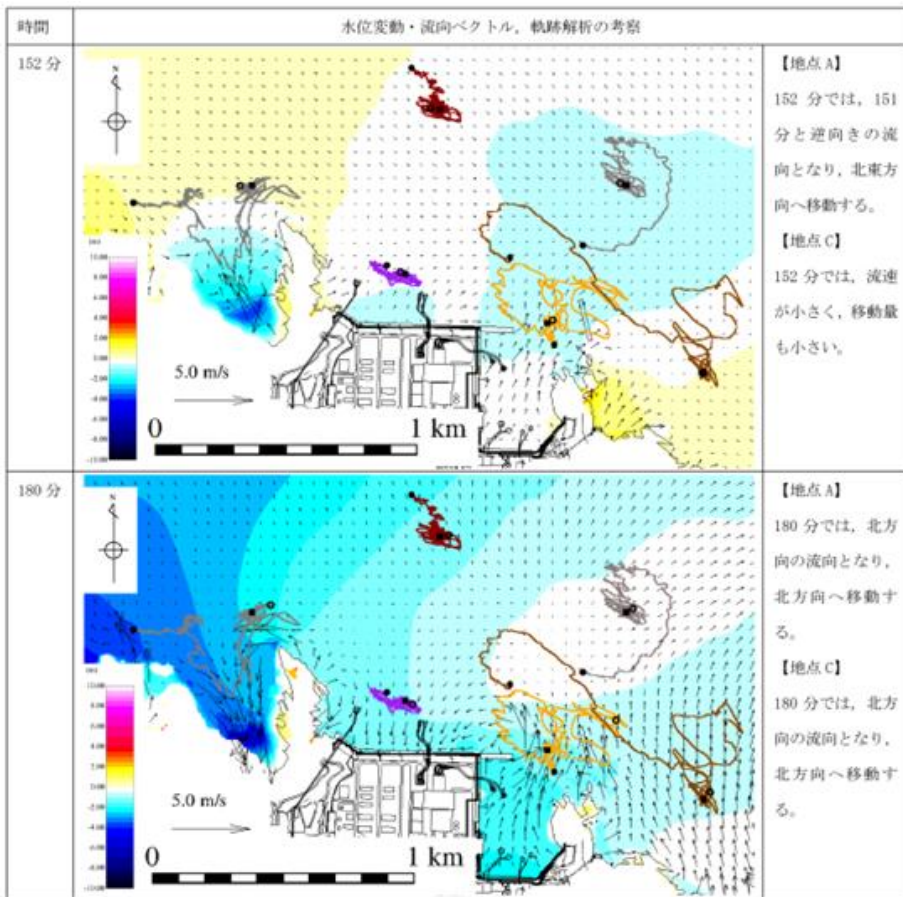 時間 水位変動・流向ベクトル，軌跡解析の考察
152 分
N
5.0 m/s
0 1 km
【地点 A】
152 分では，151
分と逆向きの流
向となり，北東方
向へ移動する。
【地点 C】
152 分では，流速
が小さく，移動量
も小さい。
180 分
N
5.0 m/s
0 1 km
【地点 A】
180 分では，北方
向の流向となり，
北方向へ移動す
る。
【地点 C】
180 分では，北方
向の流向となり，
北方向へ移動す
る。